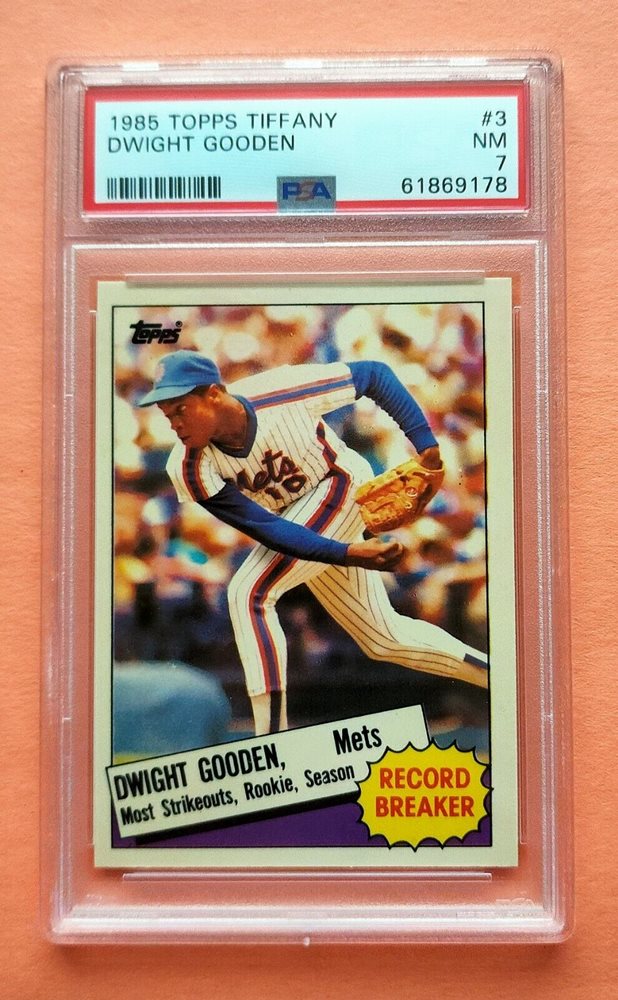 1985 TOPPS TIFFANY #3
DWIGHT GOODEN NM
7
PSA 61869178
Topps®
Mets
10
DWIGHT GOODEN, Mets
Most Strikeouts, Rookie, Season
RECORD
BREAKER